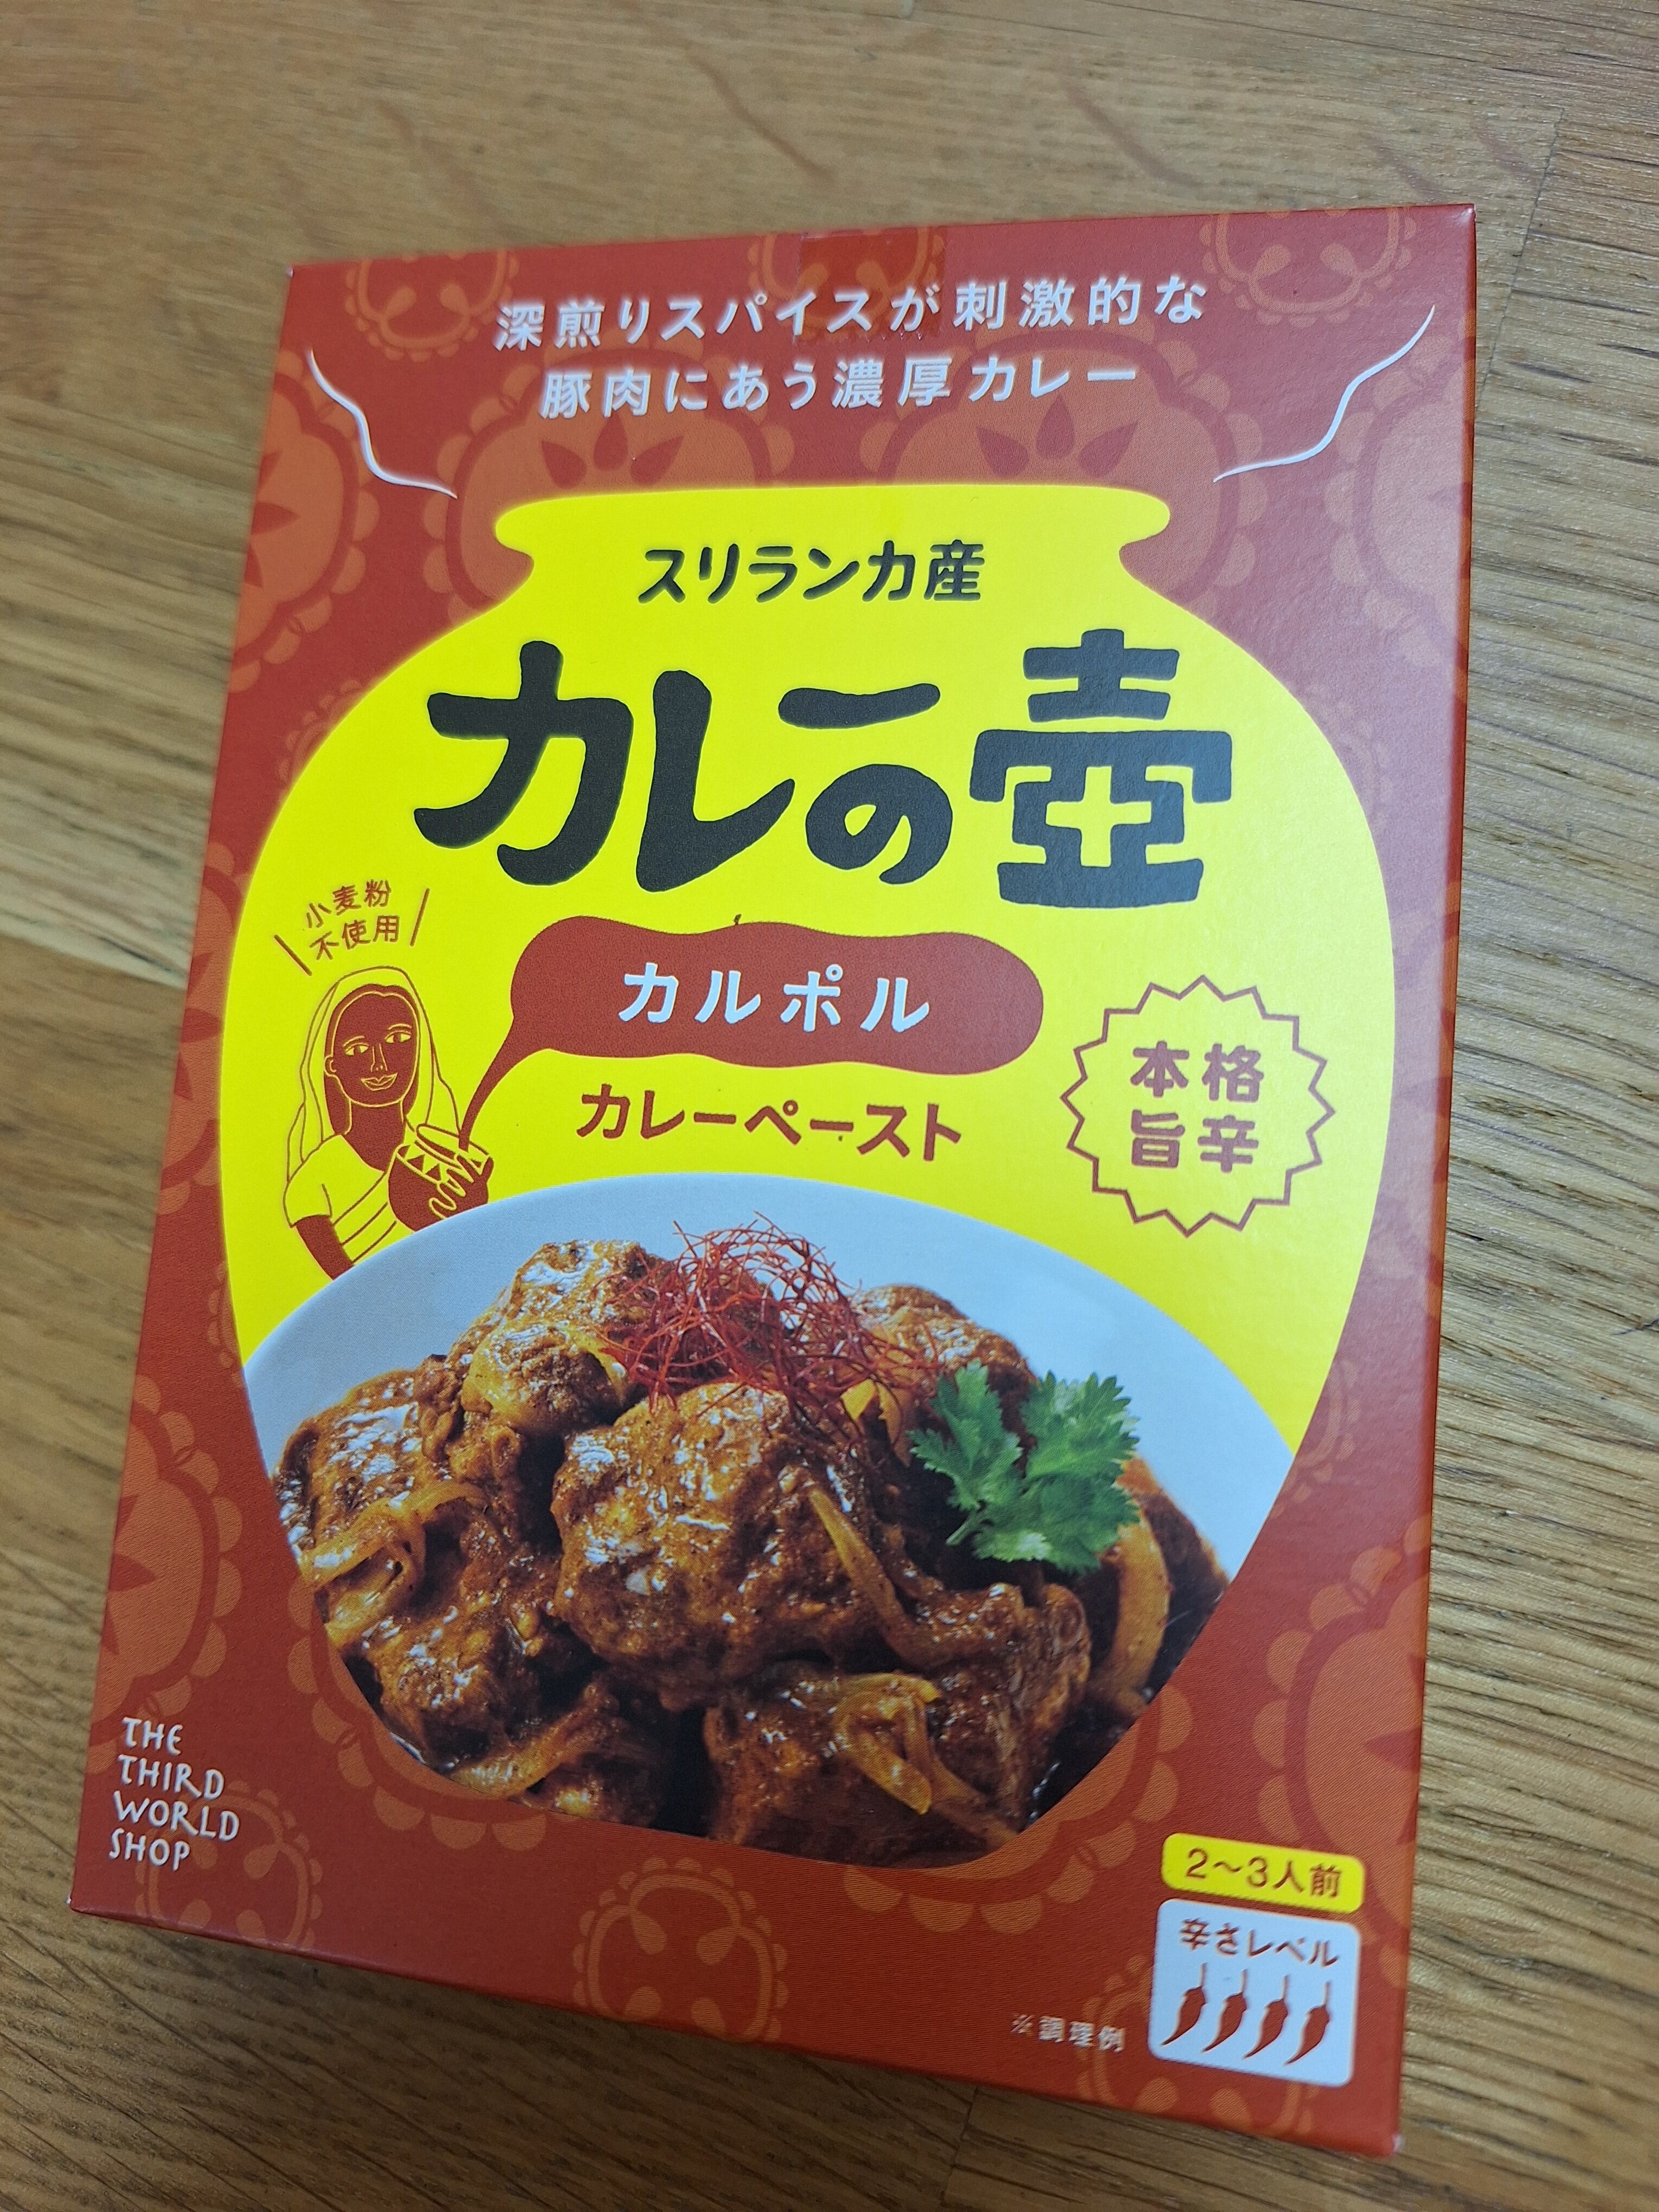 深煎りスパイスが刺激的な
豚肉にあう濃厚カレー
スリランカ産
カレーの壺
小麦粉
不使用
カルポル
カレーペースト
本格
旨辛
THE
THIRD
WORLD
SHOP
2〜3人前
辛さレベル
※調理例